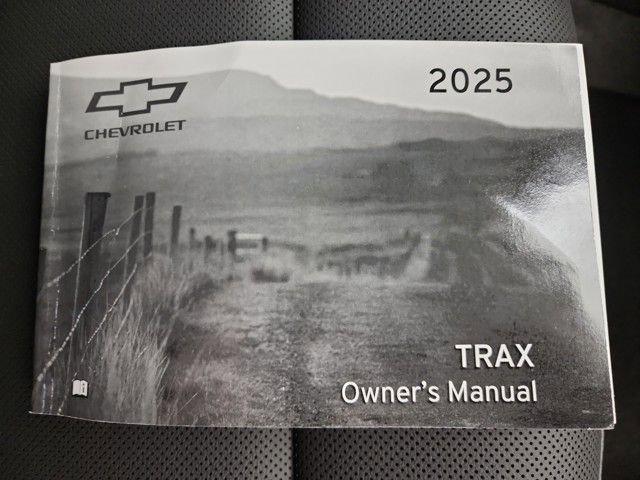 2025
CHEVROLET
TRAX
Owner's Manual